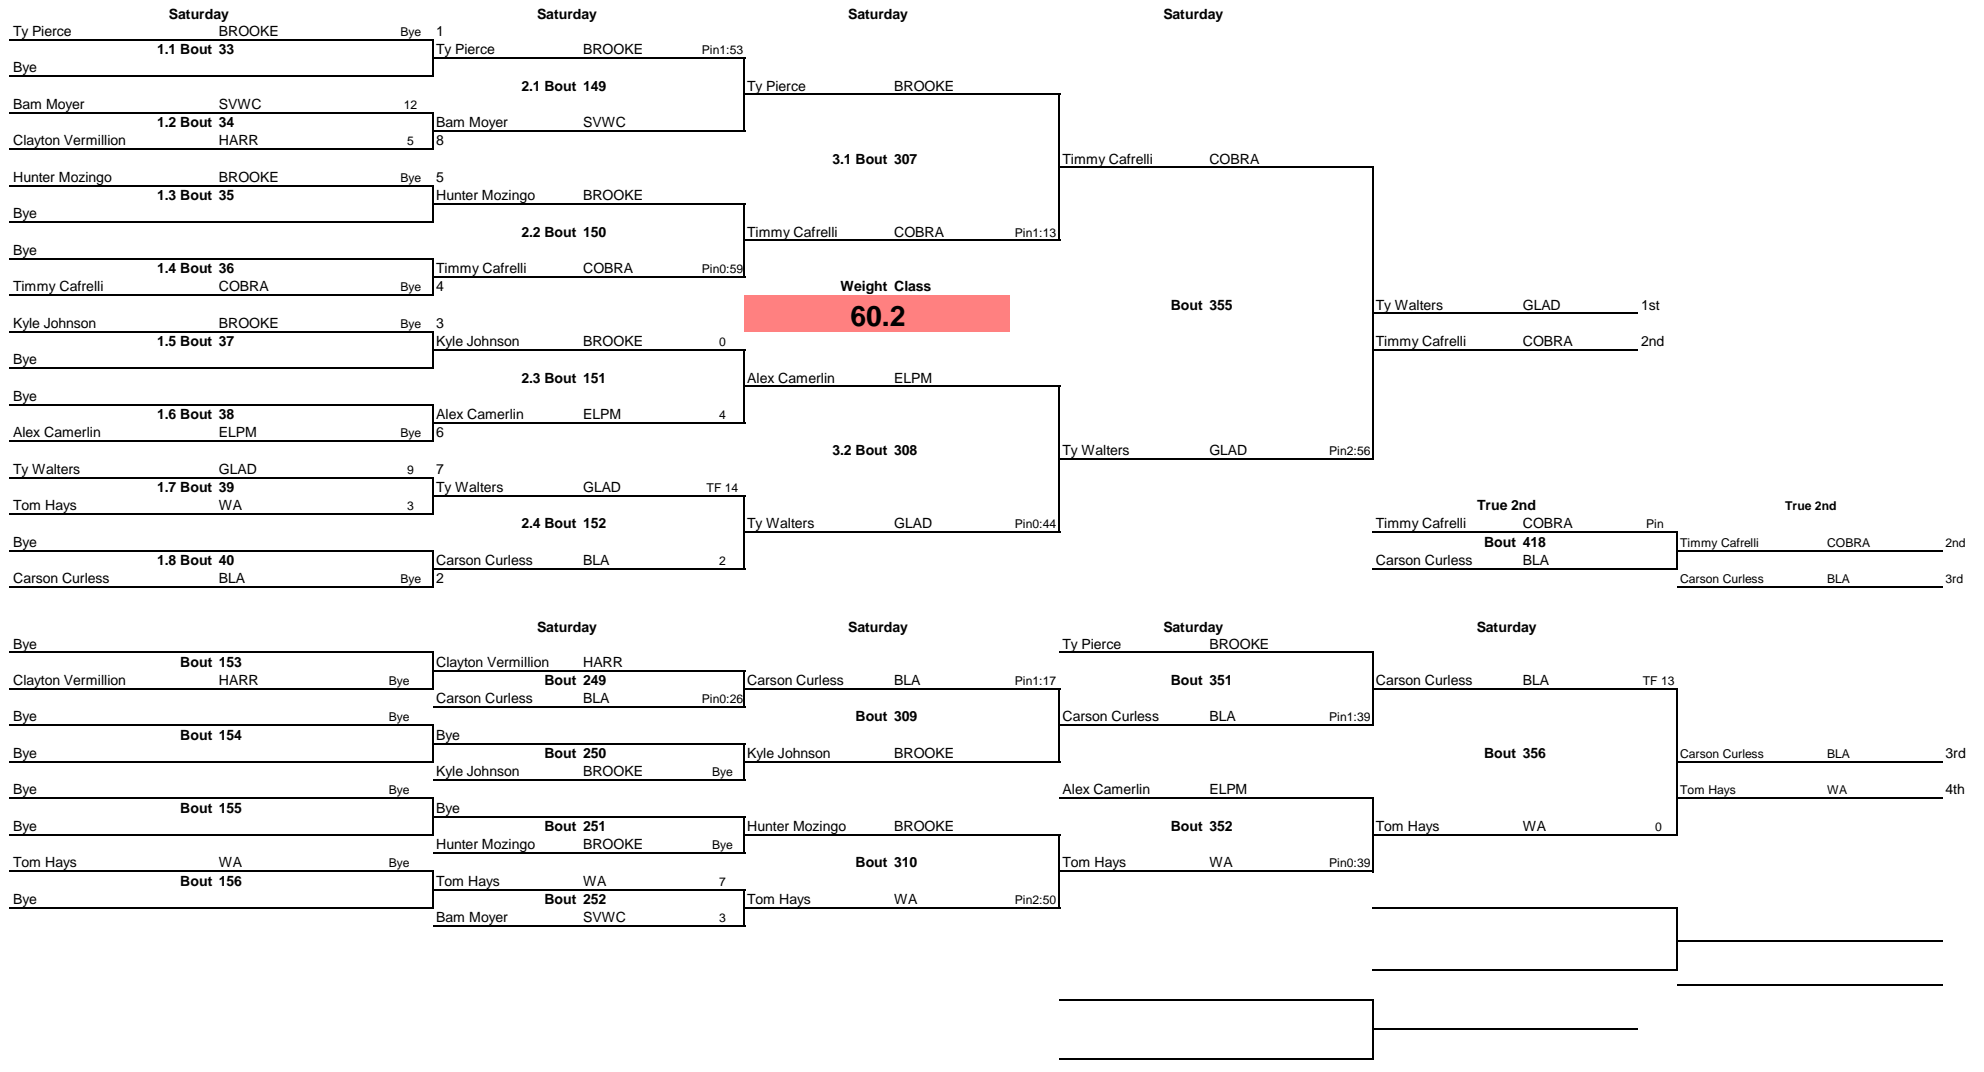 Saturday Saturday Saturday Saturday
Ty Pierce BROOKE Bye 1
1.1 Bout 33 Ty Pierce BROOKE Pin1:53
Bye
2.1 Bout 149 Ty Pierce BROOKE
Bam Moyer SVWC 12
1.2 Bout 34 Bam Moyer SVWC
Clayton Vermillion HARR 5 8
3.1 Bout 307 Timmy Cafrelli COBRA
Hunter Mozingo BROOKE Bye 5
1.3 Bout 35 Hunter Mozingo BROOKE
Bye
2.2 Bout 150 Timmy Cafrelli COBRA Pin1:13
Bye
1.4 Bout 36 Timmy Cafrelli COBRA Pin0:59
Timmy Cafrelli COBRA Bye 4 Weight Class
60.2 Bout 355 Ty Walters GLAD 1st
Kyle Johnson BROOKE Bye 3
1.5 Bout 37 Kyle Johnson BROOKE 0 Timmy Cafrelli COBRA 2nd
Bye
2.3 Bout 151 Alex Camerlin ELPM
Bye
1.6 Bout 38 Alex Camerlin ELPM 4
Alex Camerlin ELPM Bye 6
3.2 Bout 308 Ty Walters GLAD Pin2:56
Ty Walters GLAD 9 7
1.7 Bout 39 Ty Walters GLAD TF 14
Tom Hays WA 3 True 2nd True 2nd
2.4 Bout 152 Ty Walters GLAD Pin0:44 Timmy Cafrelli COBRA Pin
Bye Bout 418 Timmy Cafrelli COBRA 2nd
1.8 Bout 40 Carson Curless BLA 2 Carson Curless BLA
Carson Curless BLA Bye 2 Carson Curless BLA 3rd
Saturday Saturday Saturday Saturday
Bye Ty Pierce BROOKE
Bout 153 Clayton Vermillion HARR
Clayton Vermillion HARR Bye Bout 249 Carson Curless BLA Pin1:17 Bout 351 Carson Curless BLA TF 13
Carson Curless BLA Pin0:26
Bye Bye Bout 309 Carson Curless BLA Pin1:39
Bout 154 Bye
Bye Bout 250 Kyle Johnson BROOKE Bout 356 Carson Curless BLA 3rd
Kyle Johnson BROOKE Bye
Bye Bye Alex Camerlin ELPM Tom Hays WA 4th
Bout 155 Bye
Bye Bout 251 Hunter Mozingo BROOKE Bout 352 Tom Hays WA 0
Hunter Mozingo BROOKE Bye
Tom Hays WA Bye Bout 310 Tom Hays WA Pin0:39
Bout 156 Tom Hays WA 7
Bye Bout 252 Tom Hays WA Pin2:50
Bam Moyer SVWC 3